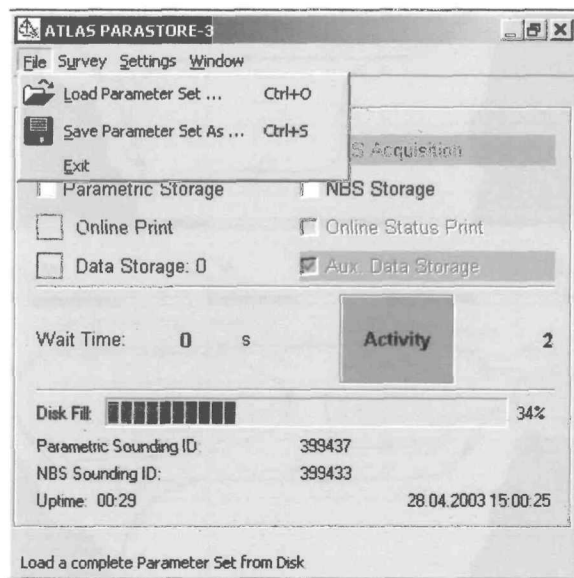 ATLAS PARASTORE-3
File Survey Settings Window
Load Parameter Set ... Ctrl+O
Save Parameter Set As ... Ctrl+S
Exit
S Acquisition
Parametric Storage NBS Storage
Online Print Online Status Print
Data Storage: 0 Aux. Data Storage
Wait Time: 0 s Activity 2
Disk Fill: 34%
Parametric Sounding ID: 399437
NBS Sounding ID: 399433
Uptime: 00:29 28.04.2003 15:00:25
Load a complete Parameter Set from Disk